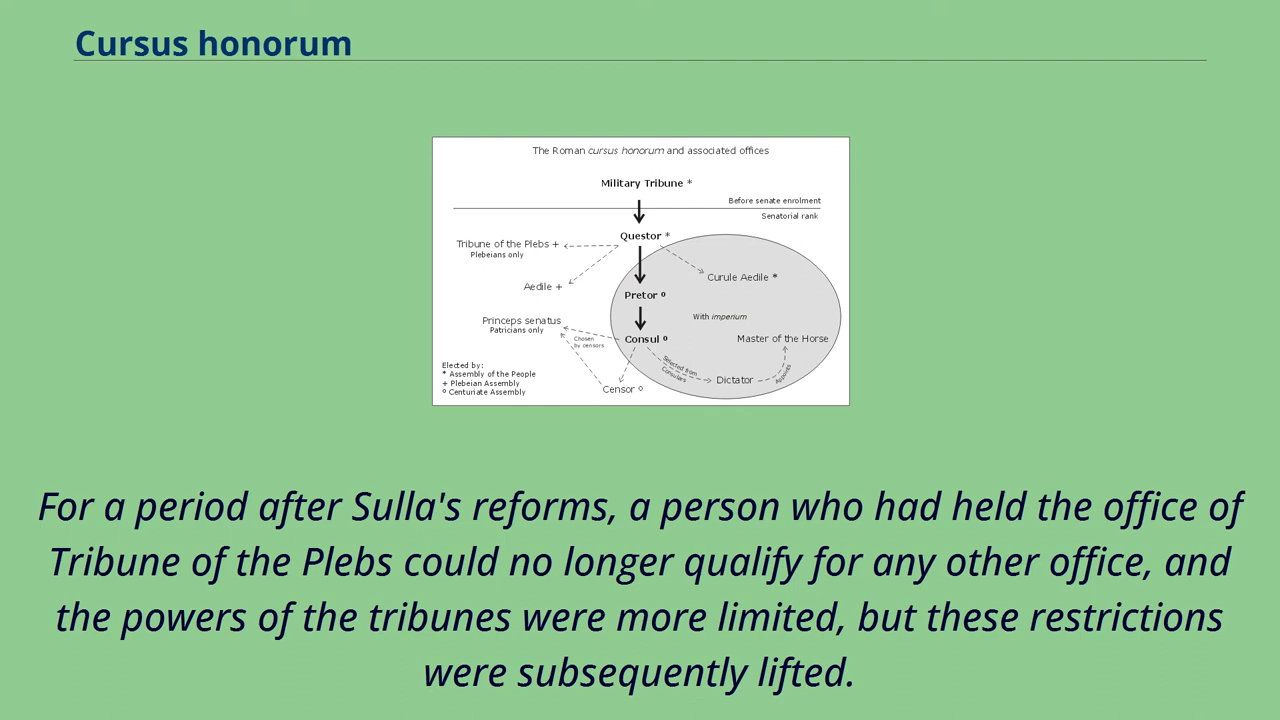 Cursus honorum
The Roman cursus honorum and associated offices
Military Tribune *
Before senate enrolment
Senatorial rank
Questor *
Tribune of the Plebs +
Plebeians only
Curule Aedile *
Aedile +
Pretor º
With imperium
Princeps senatus
Patricians only
Chosen
by censors
Consul º
Master of the Horse
Selected from
Consulars
Elected by:
* Assembly of the People
+ Plebeian Assembly
º Centuriate Assembly
Censor º
Dictator
Appoints
For a period after Sulla's reforms, a person who had held the office of
Tribune of the Plebs could no longer qualify for any other office, and
the powers of the tribunes were more limited, but these restrictions
were subsequently lifted.